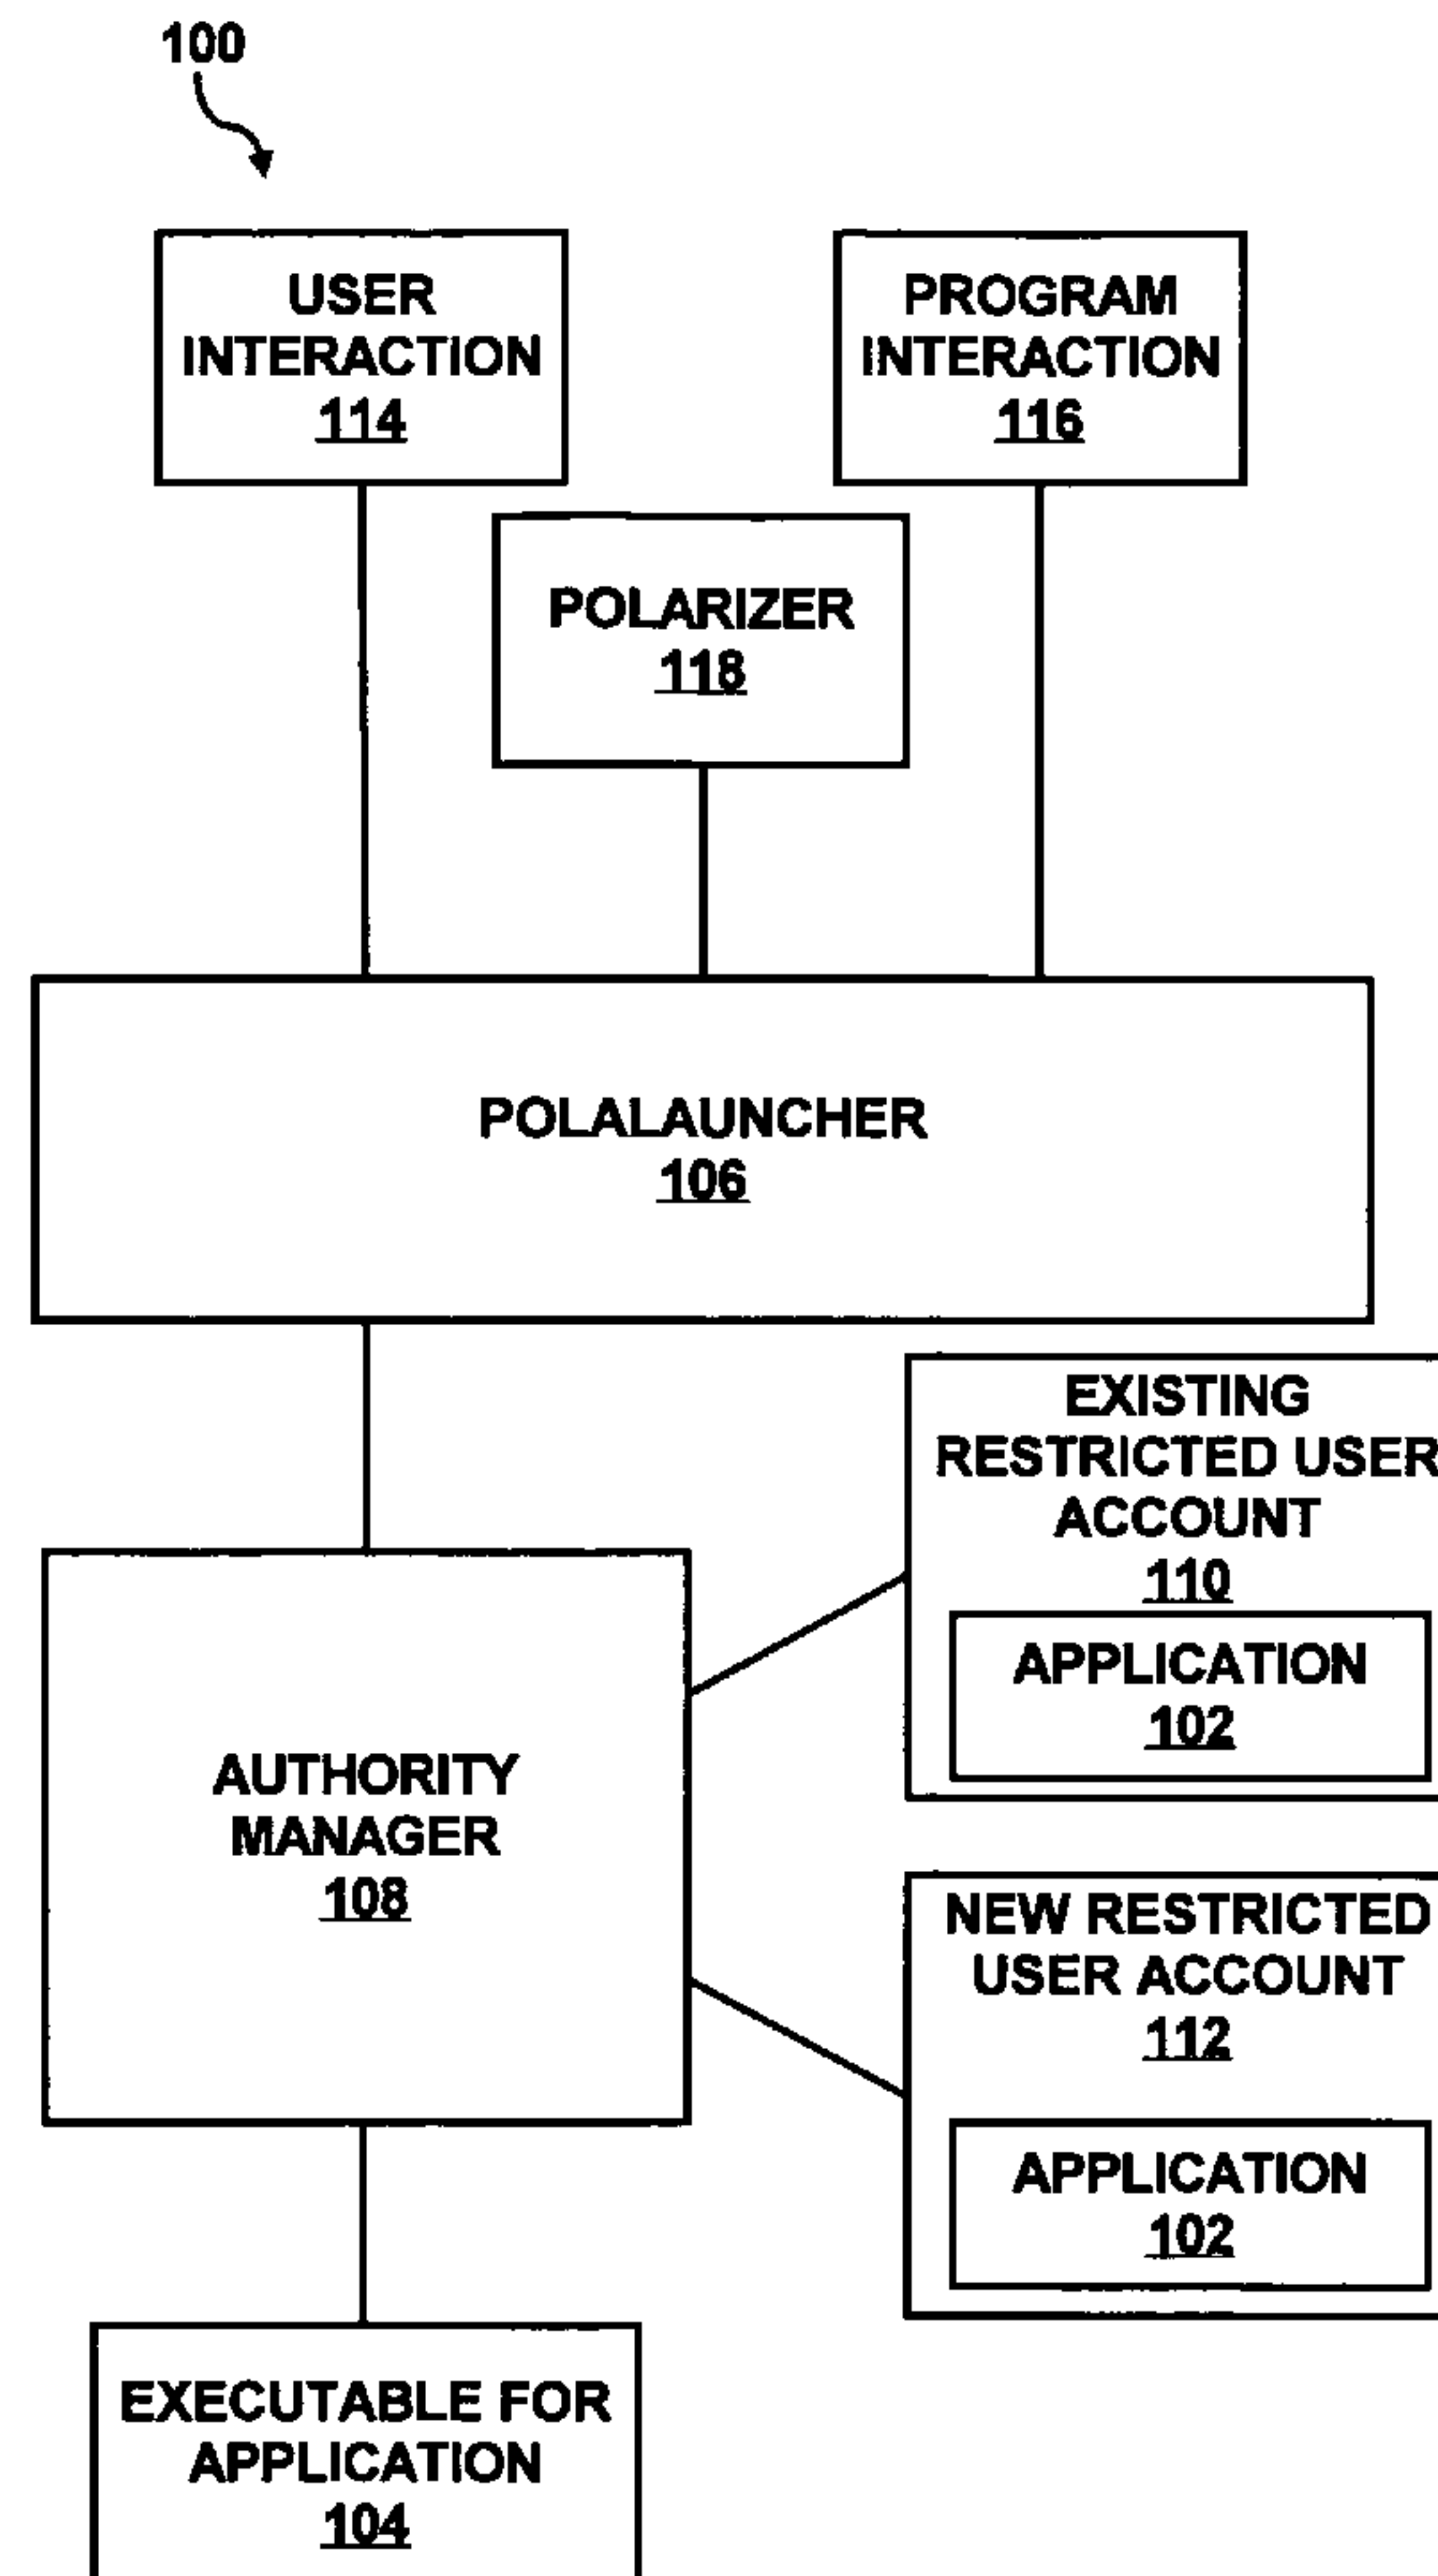 100
USER
INTERACTION
114
PROGRAM
INTERACTION
116
POLARIZER
118
POLALAUNCHER
106
EXISTING
RESTRICTED USER
ACCOUNT
110
APPLICATION
102
AUTHORITY
MANAGER
108
NEW RESTRICTED
USER ACCOUNT
112
APPLICATION
102
EXECUTABLE FOR
APPLICATION
104